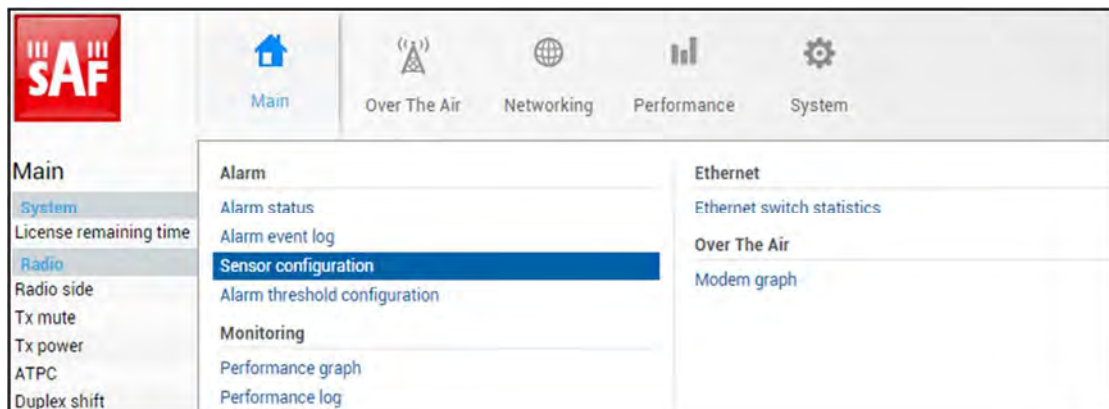 SAF
Main
Over The Air
Networking
Performance
System
Main
System
License remaining time
Radio
Radio side
Tx mute
Tx power
ATPC
Duplex shift
Alarm
Alarm status
Alarm event log
Sensor configuration
Alarm threshold configuration
Monitoring
Performance graph
Performance log
Ethernet
Ethernet switch statistics
Over The Air
Modem graph